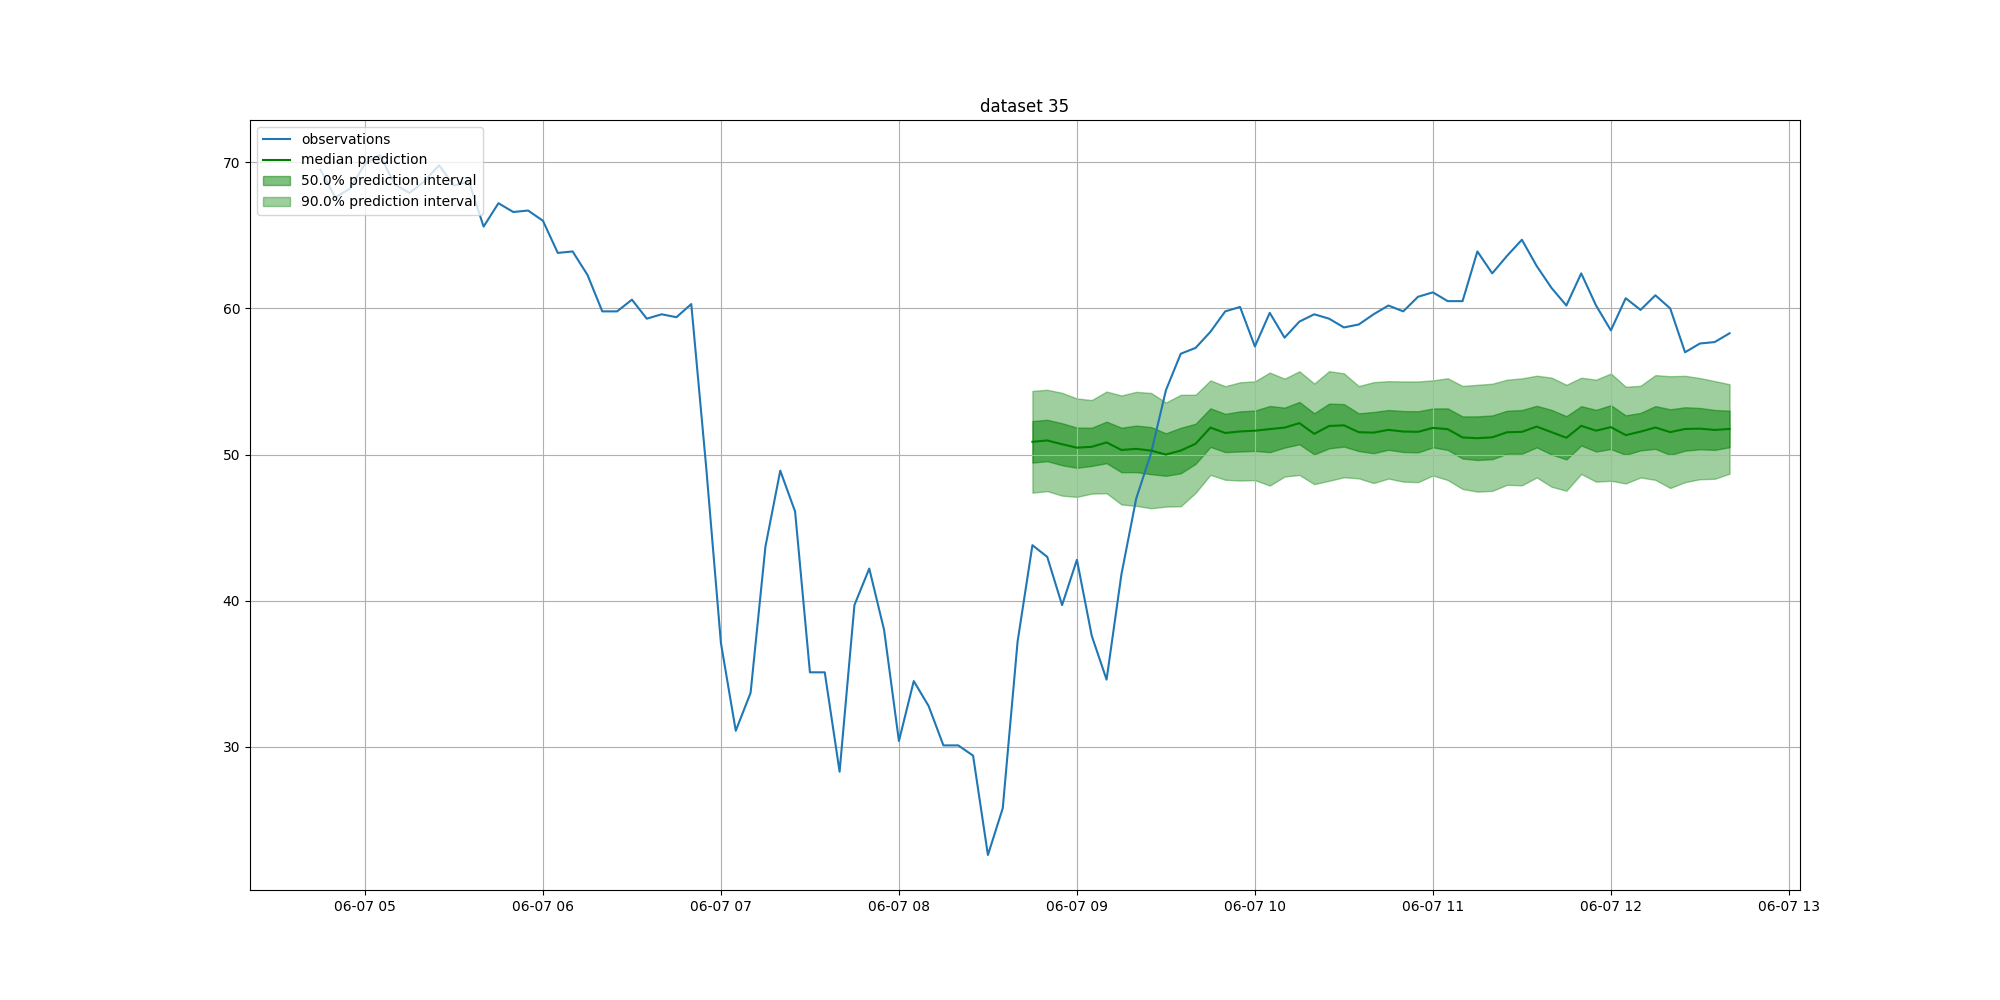 dataset 35
observations
median prediction
50.0% prediction interval
90.0% prediction interval
70
60
50
40
30
06-07 05
06-07 06
06-07 07
06-07 08
06-07 09
06-07 10
06-07 11
06-07 12
06-07 13